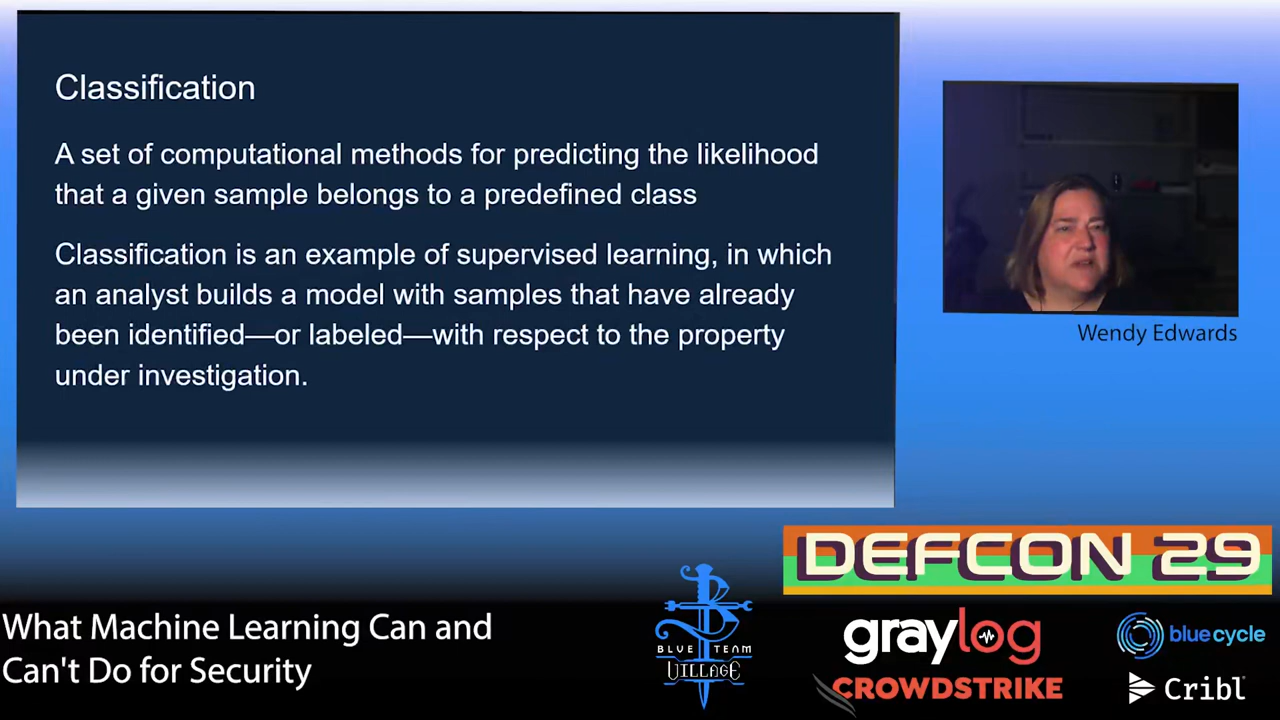 Classification
A set of computational methods for predicting the likelihood
that a given sample belongs to a predefined class
Classification is an example of supervised learning, in which
an analyst builds a model with samples that have already
been identified—or labeled—with respect to the property
under investigation.
Wendy Edwards
DEFCON 29
What Machine Learning Can and
Can't Do for Security
BLUE TEAM
VILLAGE
graylog
CROWDSTRIKE
bluecycle
Cribl